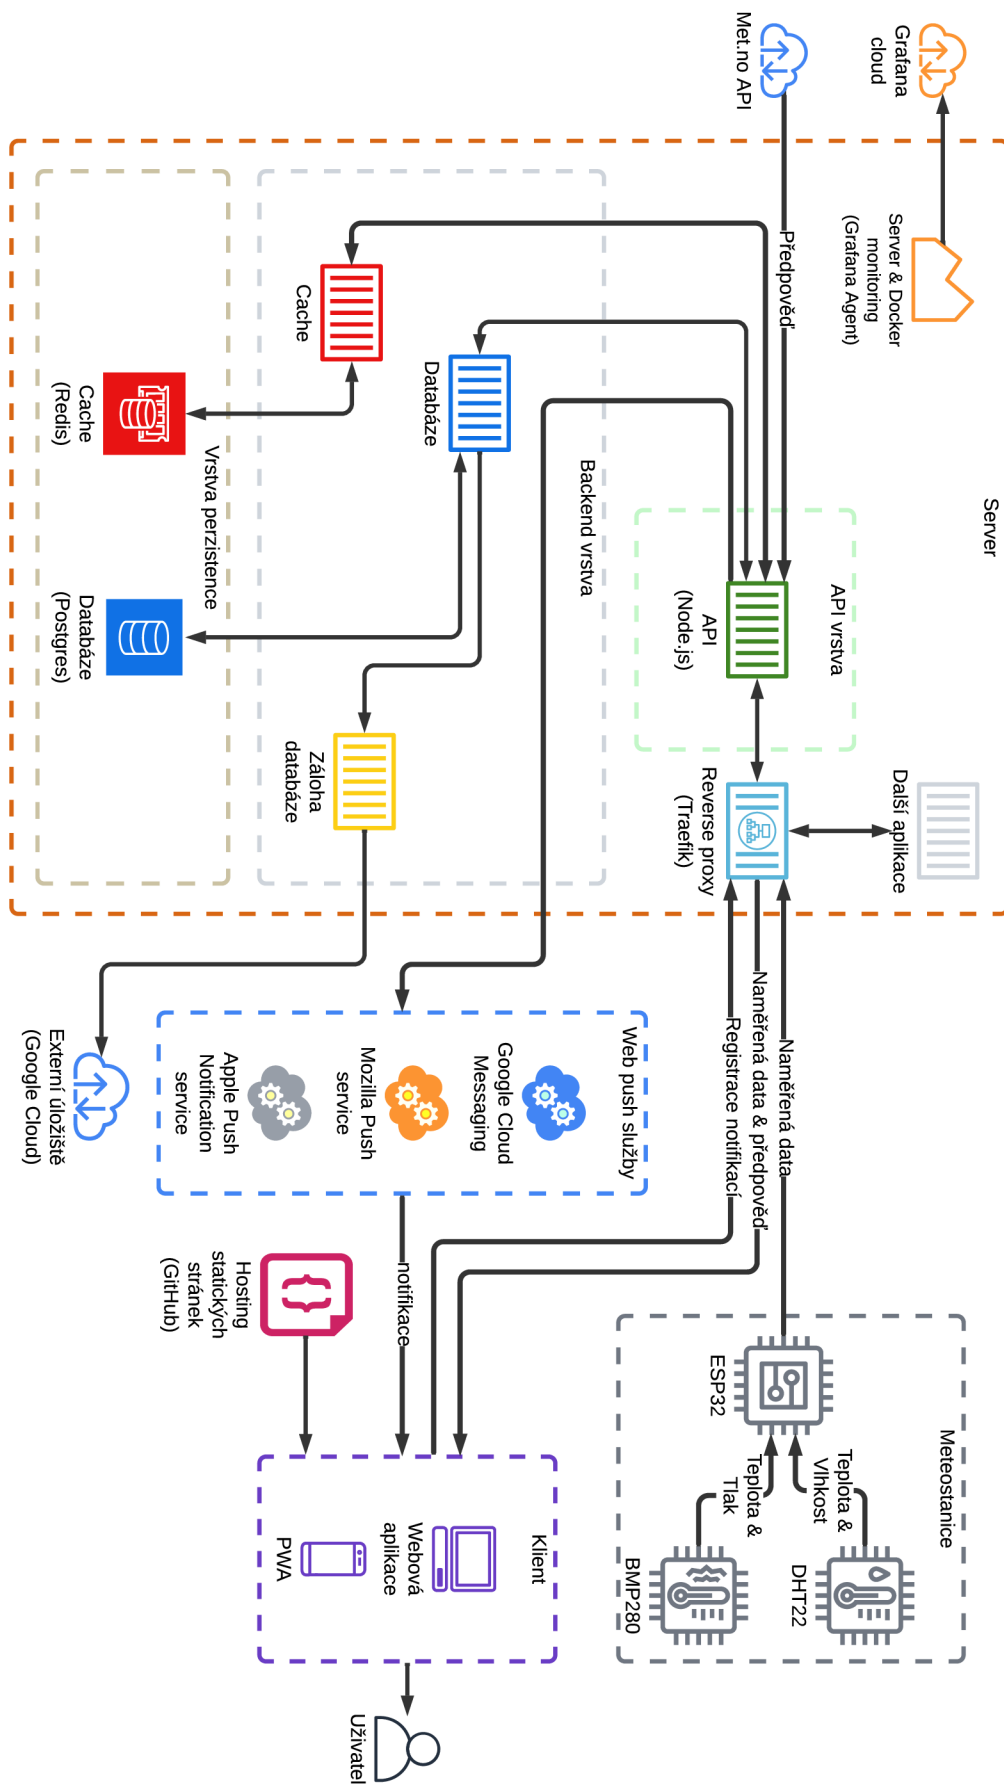 Server
Grafana
cloud
Server & Docker
monitoring
(Grafana Agent)
Další aplikace
Meteostanice
Met.no API
Předpověď
API vrstva
API
(Node.js)
Reverse proxy
(Traefik)
Naměřená data
Naměřená data & předpověď
Registrace notifikací
ESP32
Teplota &
Vlhkost
Teplota &
Tlak
DHT22
BMP280
Backend vrstva
Cache
Databáze
Záloha
databáze
Web push služby
Google Cloud
Messaging
Mozilla Push
service
Apple Push
Notification
service
notifikace
Klient
Webová
aplikace
PWA
Uživatel
Hosting
statických
stránek
(GitHub)
Vrstva perzistence
Cache
(Redis)
Databáze
(Postgres)
Externí úložiště
(Google Cloud)